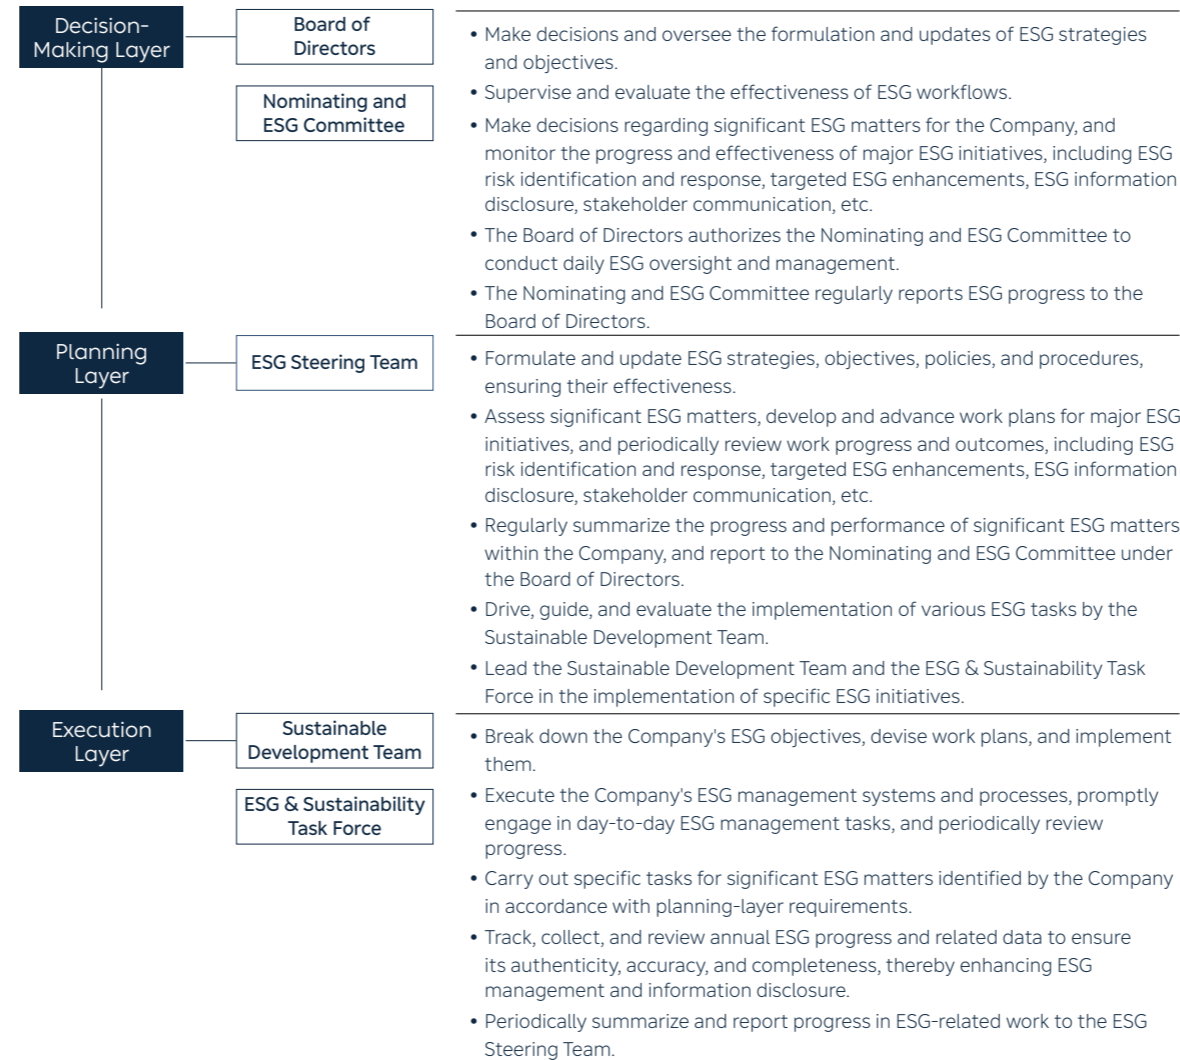 Decision-
Making Layer
Board of
Directors
Nominating and
ESG Committee
• Make decisions and oversee the formulation and updates of ESG strategies
and objectives.
• Supervise and evaluate the effectiveness of ESG workflows.
• Make decisions regarding significant ESG matters for the Company, and
monitor the progress and effectiveness of major ESG initiatives, including ESG
risk identification and response, targeted ESG enhancements, ESG information
disclosure, stakeholder communication, etc.
• The Board of Directors authorizes the Nominating and ESG Committee to
conduct daily ESG oversight and management.
• The Nominating and ESG Committee regularly reports ESG progress to the
Board of Directors.
Planning
Layer
ESG Steering Team
• Formulate and update ESG strategies, objectives, policies, and procedures,
ensuring their effectiveness.
• Assess significant ESG matters, develop and advance work plans for major ESG
initiatives, and periodically review work progress and outcomes, including ESG
risk identification and response, targeted ESG enhancements, ESG information
disclosure, stakeholder communication, etc.
• Regularly summarize the progress and performance of significant ESG matters
within the Company, and report to the Nominating and ESG Committee under
the Board of Directors.
• Drive, guide, and evaluate the implementation of various ESG tasks by the
Sustainable Development Team.
• Lead the Sustainable Development Team and the ESG & Sustainability Task
Force in the implementation of specific ESG initiatives.
Execution
Layer
Sustainable
Development Team
ESG & Sustainability
Task Force
• Break down the Company's ESG objectives, devise work plans, and implement
them.
• Execute the Company's ESG management systems and processes, promptly
engage in day-to-day ESG management tasks, and periodically review
progress.
• Carry out specific tasks for significant ESG matters identified by the Company
in accordance with planning-layer requirements.
• Track, collect, and review annual ESG progress and related data to ensure
its authenticity, accuracy, and completeness, thereby enhancing ESG
management and information disclosure.
• Periodically summarize and report progress in ESG-related work to the ESG
Steering Team.